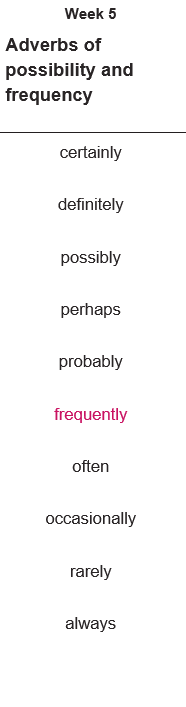 Week 5
Adverbs of
possibility and
frequency
certainly
definitely
possibly
perhaps
probably
frequently
often
occasionally
rarely
always